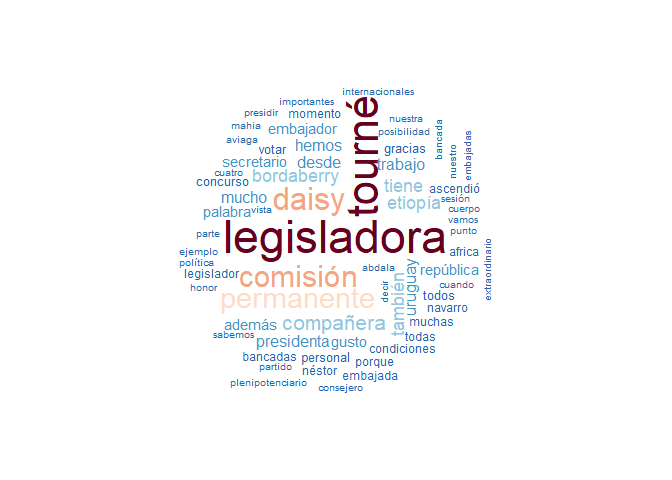 internacionales
importantes
presidir momento tourné nuestra
mahia embajador posibilidad
aviaga votar hemos gracias bancada
cuatro secretario desde trabajo nuestro embajadas
concurso bordaberry tiene ascendió
mucho daisy etiopía sesión
palabra vista cuerpo
vamos
parte legisladora punto
ejemplo africa extraordinario
política abdala
legislador comisión república
honor decir cuando
permanente también uruguay todos
navarro
además compañera muchas
sabemos todas
presidenta gusto condiciones
bancadas personal porque
partido néstor embajada
plenipotenciario consejero